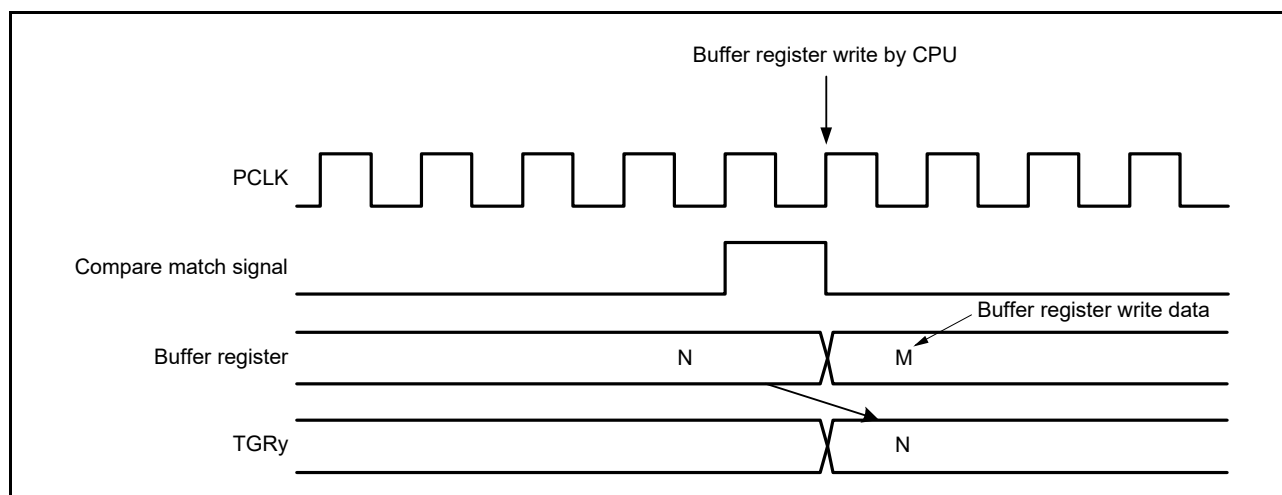 Buffer register write by CPU
PCLK
Compare match signal
Buffer register write data
Buffer register
N
M
TGRy
N